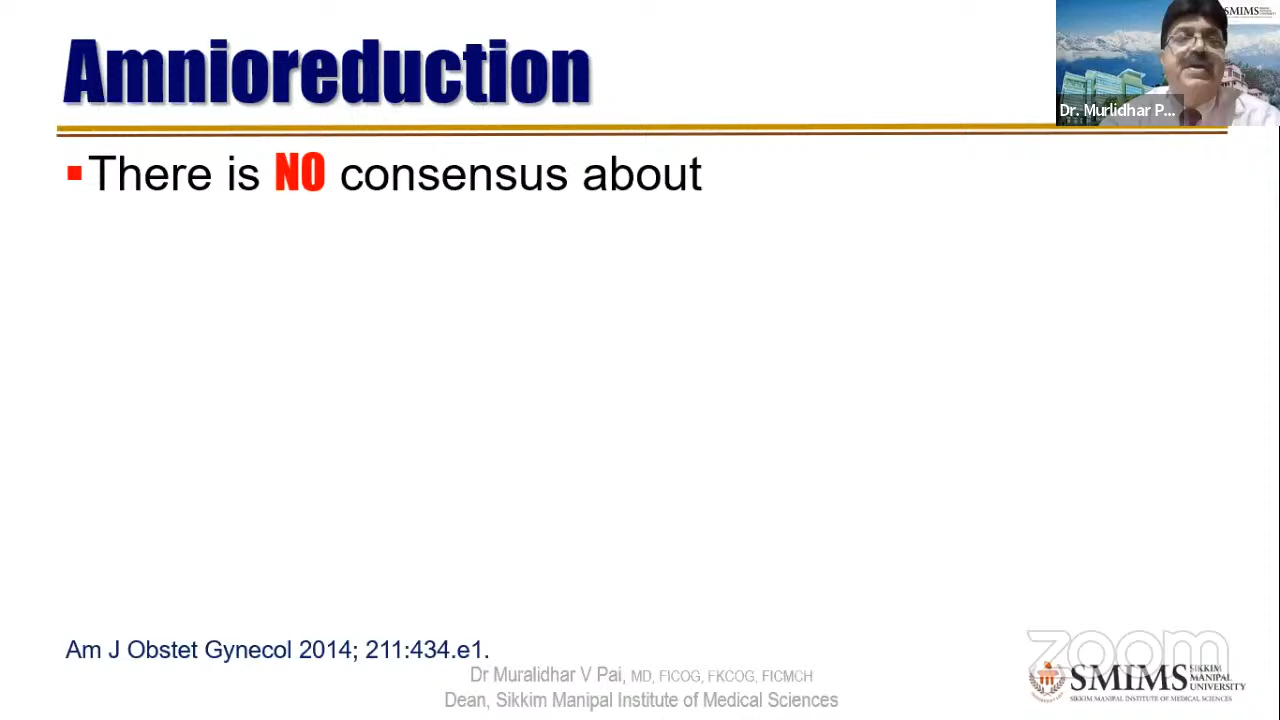 Amnioreduction
SMIMS
Dr. Murlidhar P...
▪There is NO consensus about
Am J Obstet Gynecol 2014; 211:434.e1.
Dr Muralidhar V Pai, MD, FICOG, FKCOG, FICMCH
Dean, Sikkim Manipal Institute of Medical Sciences
zoom
SMIMS SIKKIM MANIPAL UNIVERSITY
SIKKIM MANIPAL INSTITUTE OF MEDICAL SCIENCES